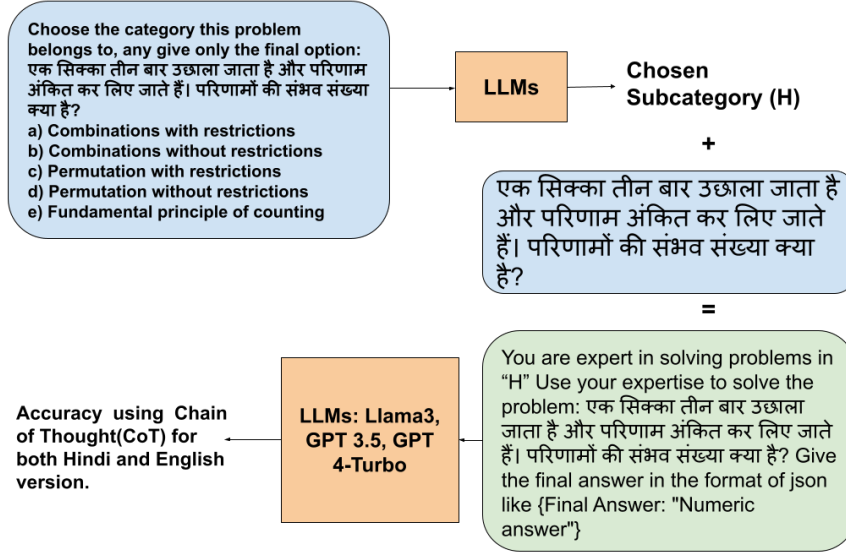 Choose the category this problem
belongs to, any give only the final option:
एक सिक्का तीन बार उछाला जाता है और परिणाम
अंकित कर लिए जाते हैं। परिणामों की संभव संख्या
क्या है?
a) Combinations with restrictions
b) Combinations without restrictions
c) Permutation with restrictions
d) Permutation without restrictions
e) Fundamental principle of counting
LLMs
Chosen
Subcategory (H)
+
एक सिक्का तीन बार उछाला जाता है
और परिणाम अंकित कर लिए जाते
हैं। परिणामों की संभव संख्या क्या
है?
=
You are expert in solving problems in
“H” Use your expertise to solve the
problem: एक सिक्का तीन बार उछाला
जाता है और परिणाम अंकित कर लिए जाते
हैं। परिणामों की संभव संख्या क्या है? Give
the final answer in the format of json
like {Final Answer: "Numeric
answer"}
LLMs: Llama3,
GPT 3.5, GPT
4-Turbo
Accuracy using Chain
of Thought(CoT) for
both Hindi and English
version.